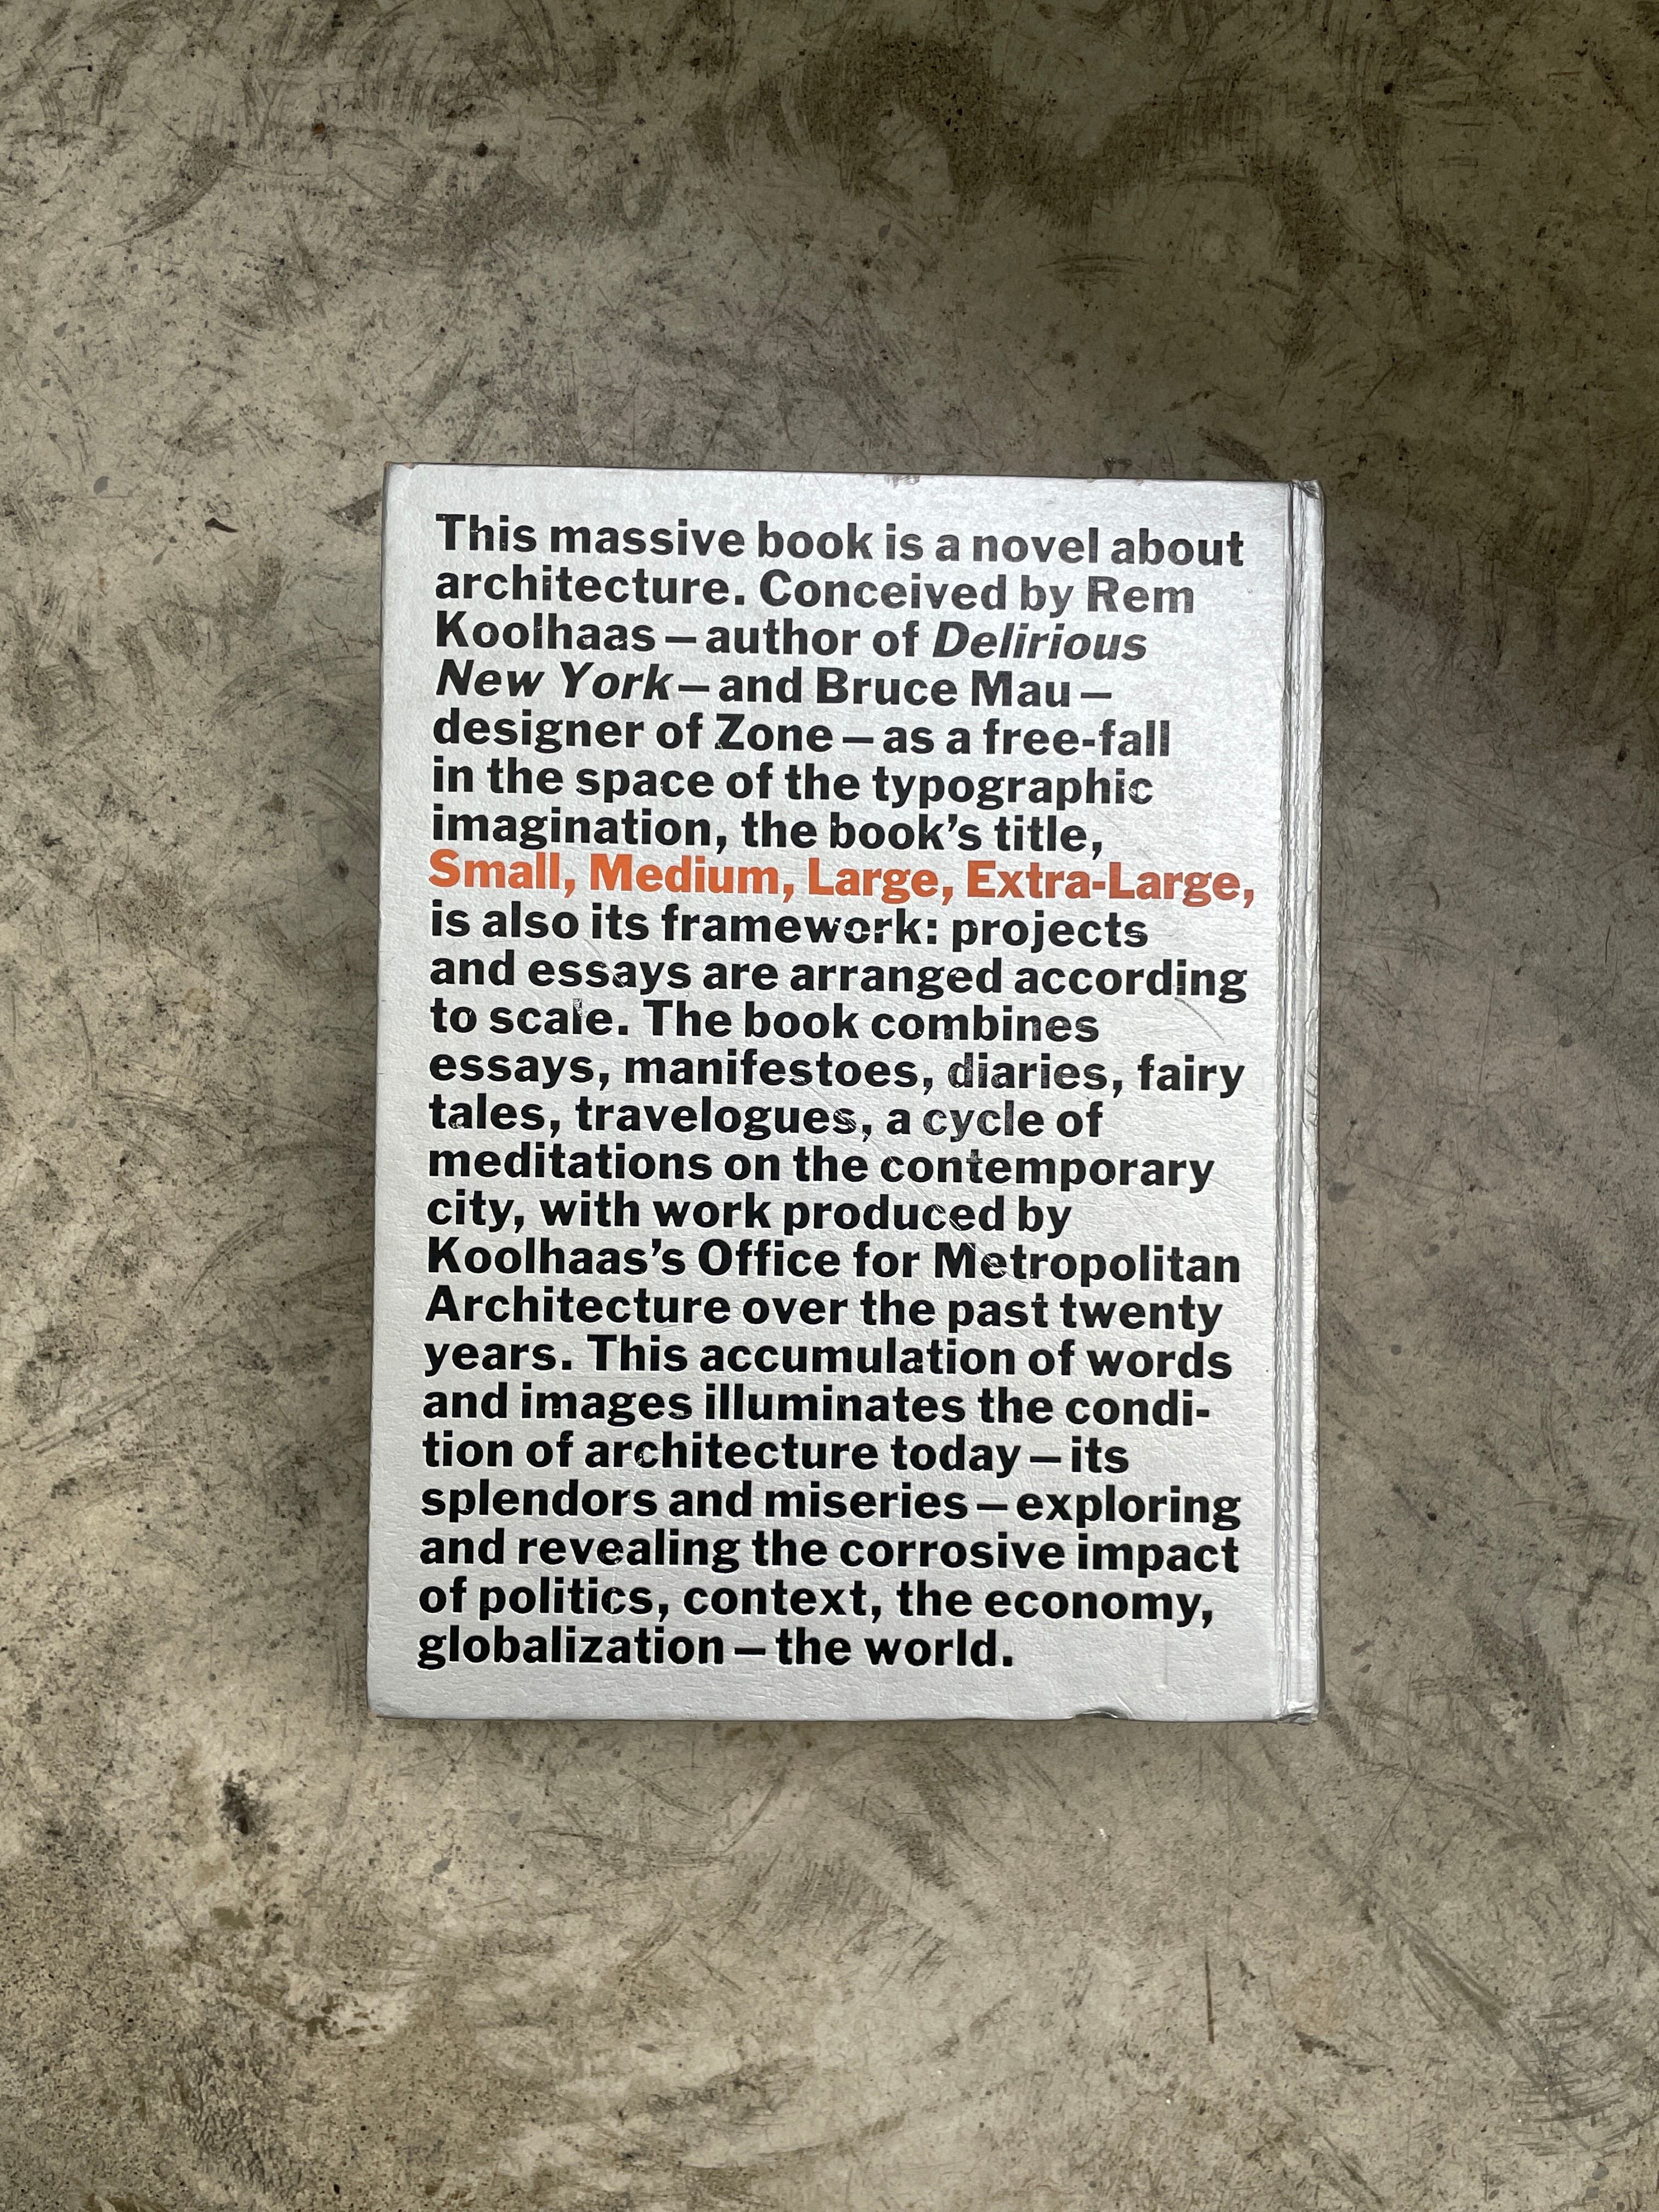 This massive book is a novel about
architecture. Conceived by Rem
Koolhaas – author of Delirious
New York – and Bruce Mau –
designer of Zone – as a free-fall
in the space of the typographic
imagination, the book’s title,
Small, Medium, Large, Extra-Large,
is also its framework: projects
and essays are arranged according
to scale. The book combines
essays, manifestoes, diaries, fairy
tales, travelogues, a cycle of
meditations on the contemporary
city, with work produced by
Koolhaas’s Office for Metropolitan
Architecture over the past twenty
years. This accumulation of words
and images illuminates the condi-
tion of architecture today – its
splendors and miseries – exploring
and revealing the corrosive impact
of politics, context, the economy,
globalization – the world.